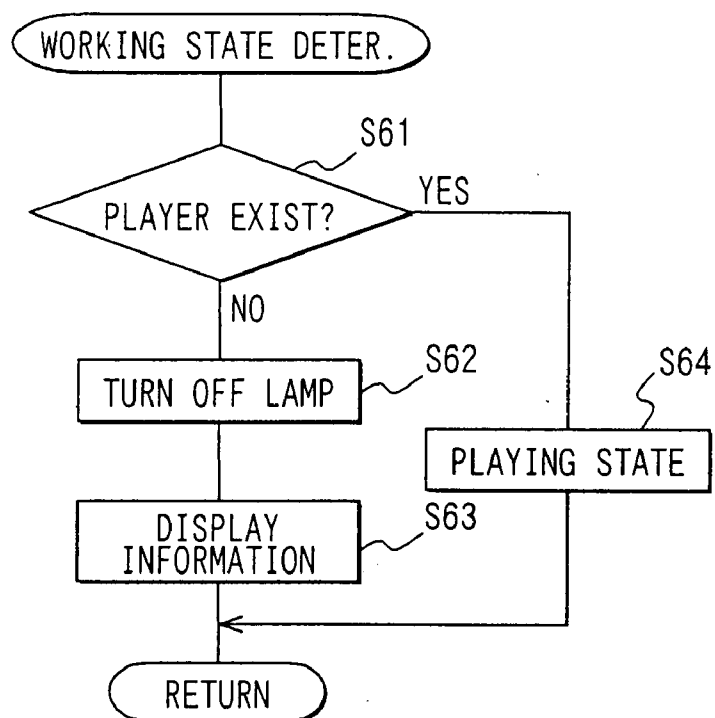 WORKING STATE DETER.
S61
PLAYER EXIST?
YES
NO
S62
TURN OFF LAMP
S64
PLAYING STATE
S63
DISPLAY
INFORMATION
RETURN